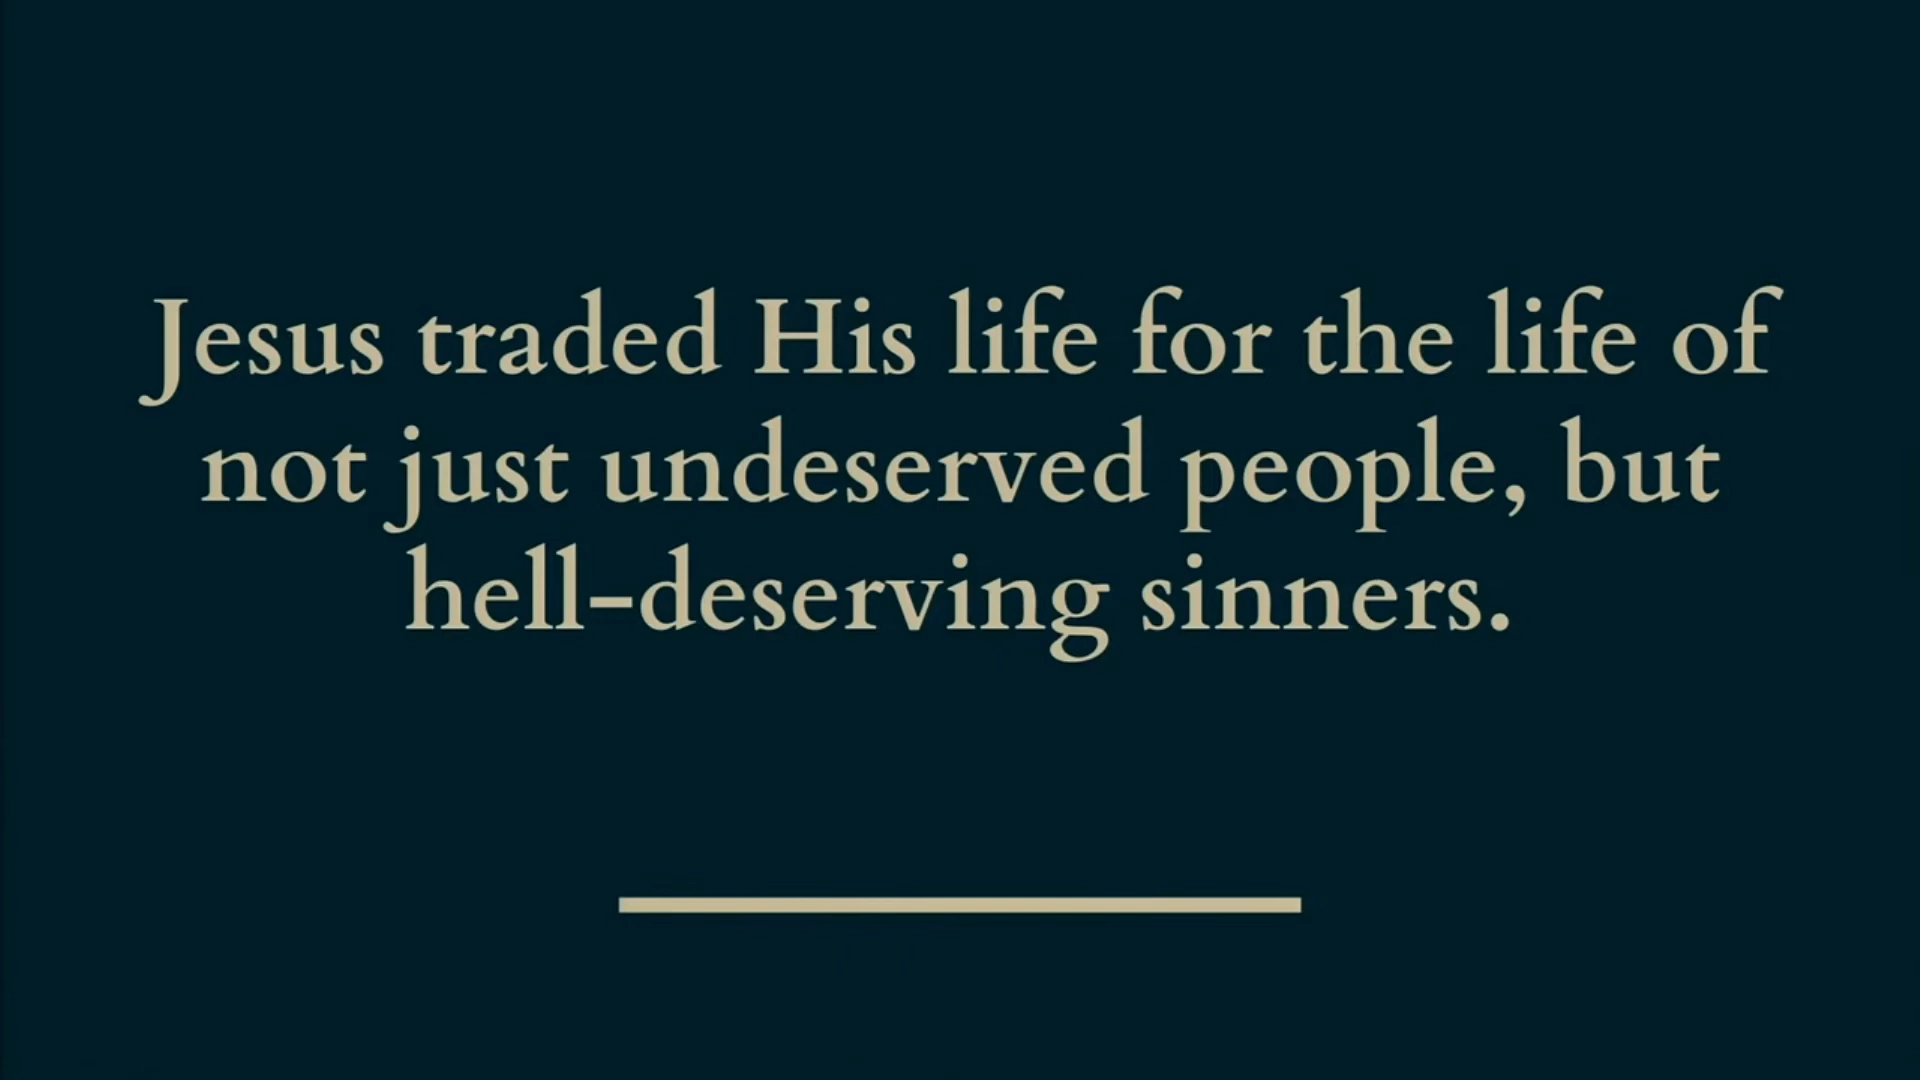 Jesus traded His life for the life of
not just undeserved people, but
hell-deserving sinners.